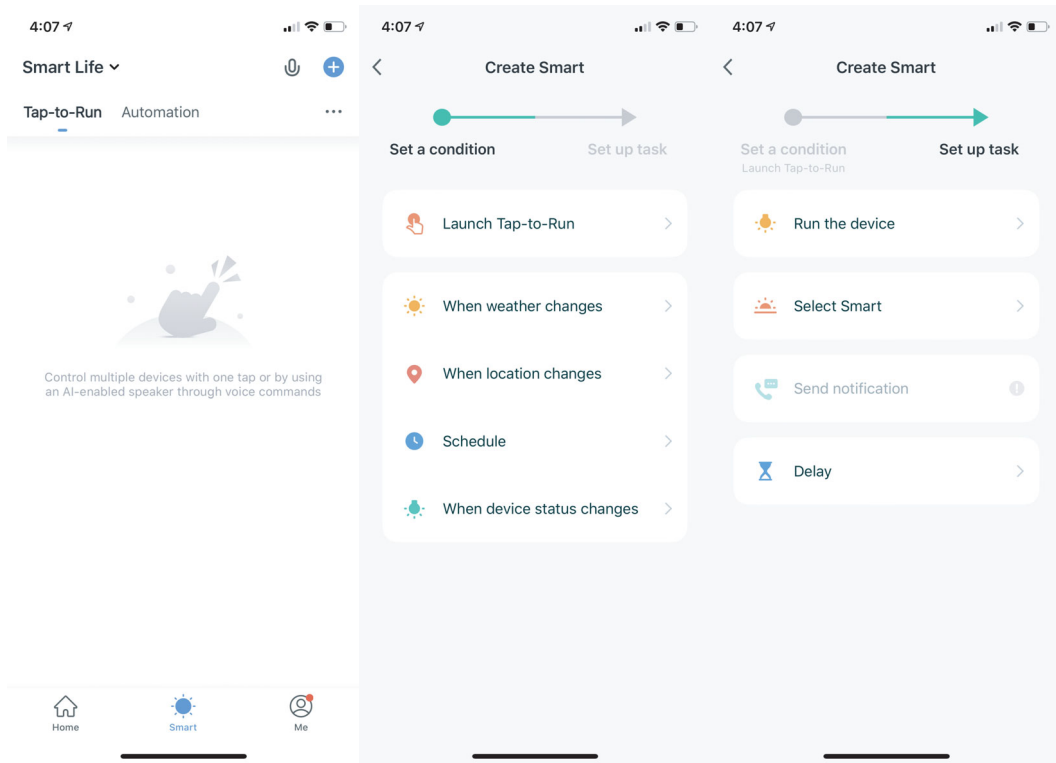 4:07
Smart Life
Tap-to-Run Automation
Control multiple devices with one tap or by using
an AI-enabled speaker through voice commands
Home
Smart
Me
4:07
Create Smart
Set a condition
Set up task
Launch Tap-to-Run
When weather changes
When location changes
Schedule
When device status changes
4:07
Create Smart
Set a condition
Launch Tap-to-Run
Set up task
Run the device
Select Smart
Send notification
Delay